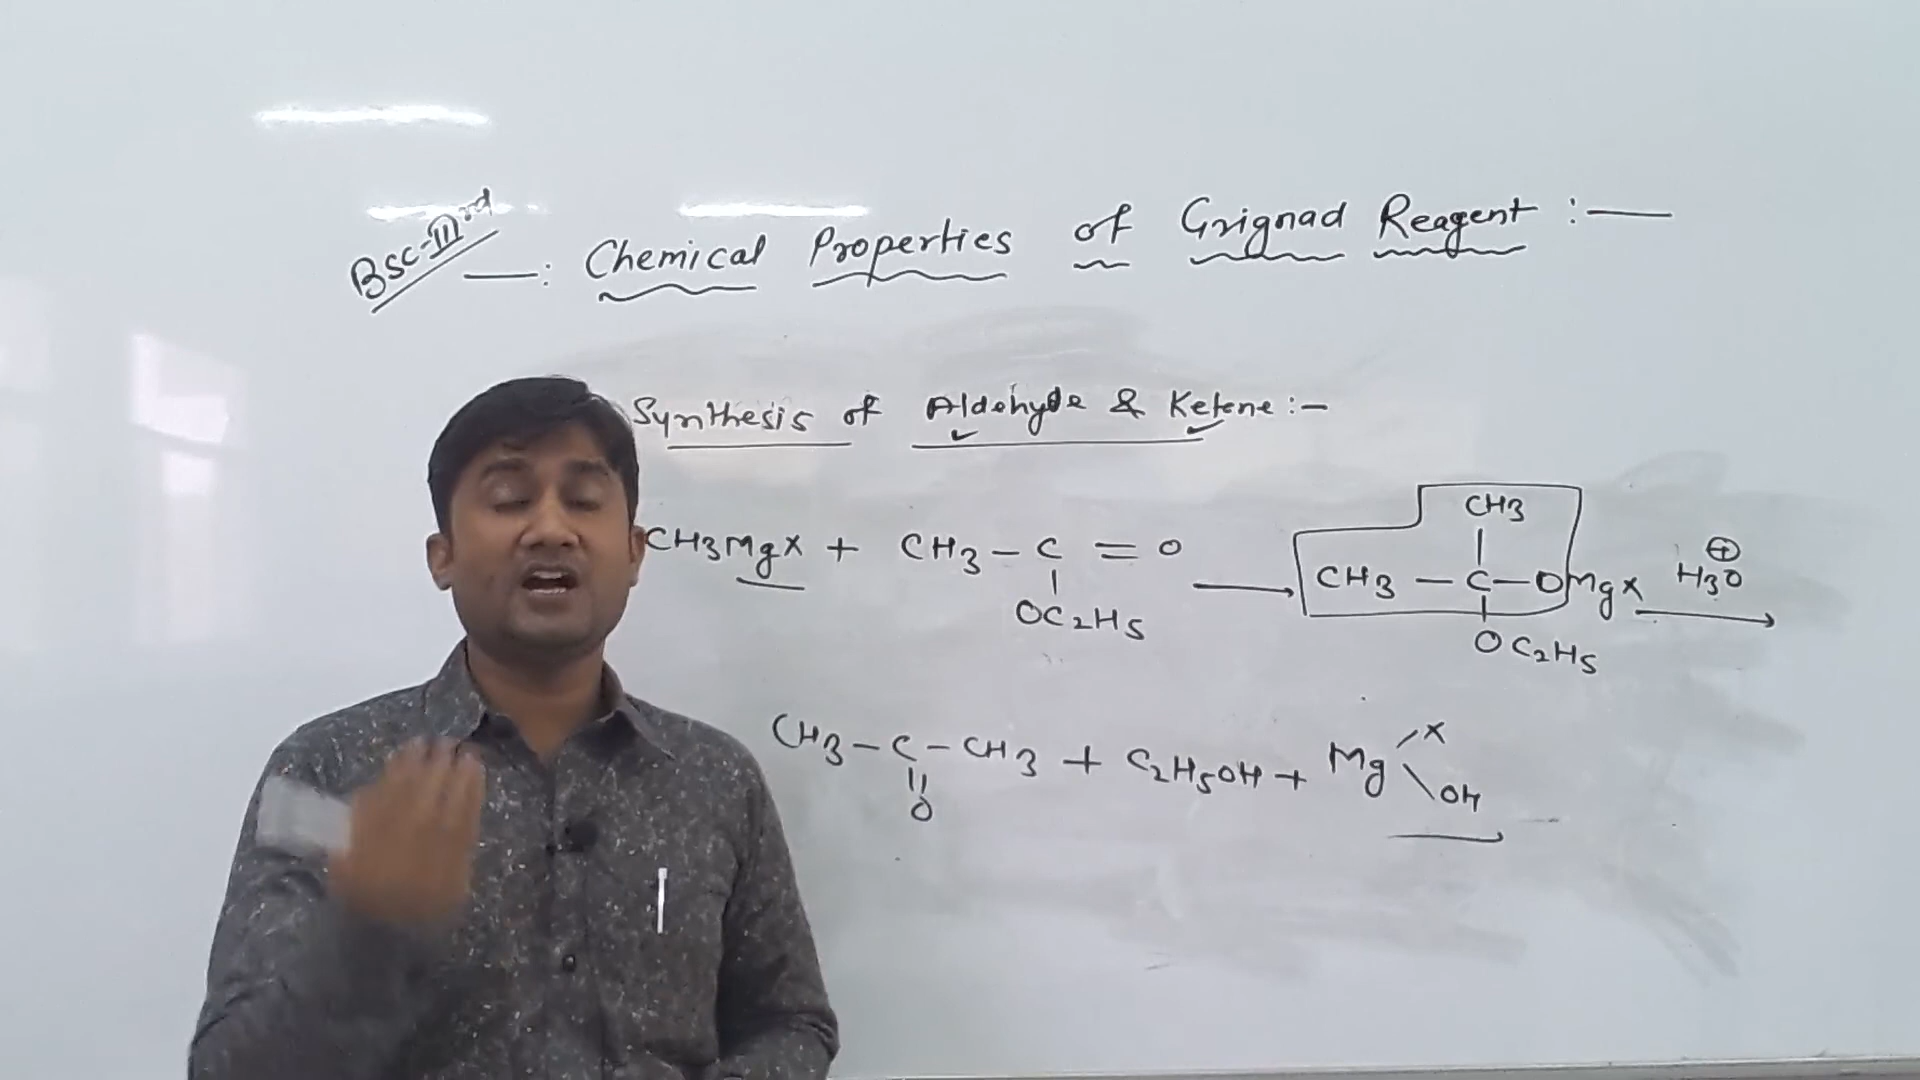 BSC-IIIrd
—: Chemical Properties of Grignad Reagent :—
Synthesis of Aldehyde & Ketene :—
CH3MgX + CH3 — C = O ⟶ CH3 — C — OMgX H3O⊕ ⟶
CH3
OC2H5
OC2H5
CH3 — C — CH3 + C2H5OH + Mg X
O
OH